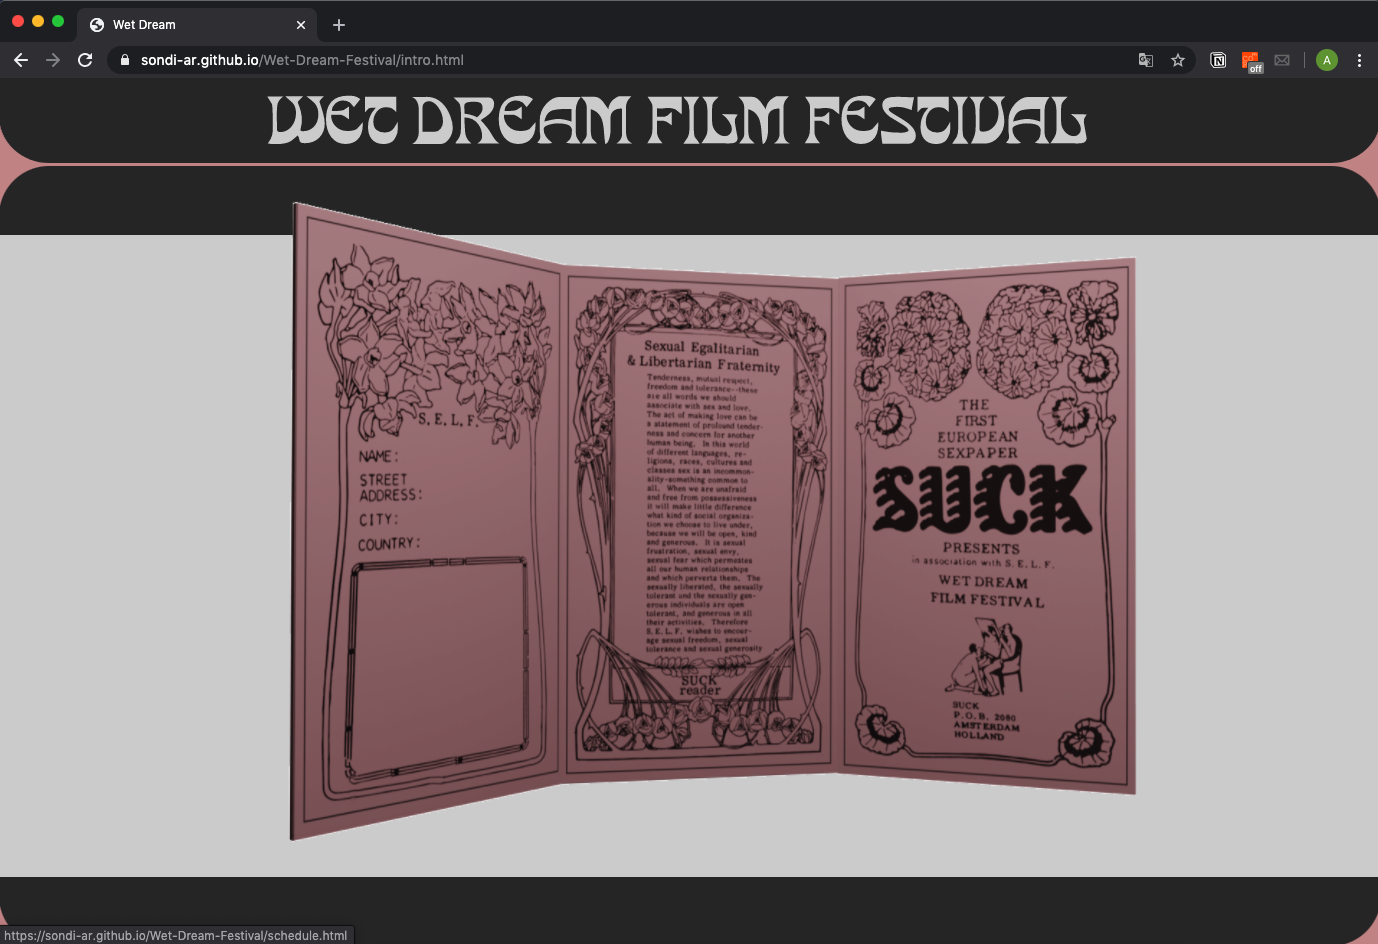 Wet Dream
sondi-ar.github.io/Wet-Dream-Festival/intro.html
off
A
WET DREAM FILM FESTIVAL
S. E. L. F.
NAME:
STREET
ADDRESS:
CITY:
COUNTRY:
Sexual Egalitarian
& Libertarian Fraternity
Tenderness, mutual respect,
freedom and tolerance--these
are all words we should
associate with sex and love.
The act of making love can be
a statement of profound tender-
ness and concern for another
human being. In this world
of different languages, re-
ligions, races, cultures and
classes sex is an incommon-
ality-something common to
all. When we are unafraid
and free from possessiveness
it will make little difference
what kind of social organiza-
tion we choose to live under,
because we will be open, kind
and generous. It is sexual
frustration, sexual envy,
sexual fear which permeates
all our human relationships
and which perverts them. The
sexually liberated, the sexually
tolerant and the sexually gen-
erous individuals are open
tolerant, and generous in all
their activities. Therefore
S.E.L.F. wishes to encour-
age sexual freedom, sexual
tolerance and sexual generosity
SUCK
reader
THE
FIRST
EUROPEAN
SEXPAPER
SUCK
PRESENTS
in association with S. E. L. F.
WET DREAM
FILM FESTIVAL
SUCK
P.O.B. 2080
AMSTERDAM
HOLLAND
https://sondi-ar.github.io/Wet-Dream-Festival/schedule.html